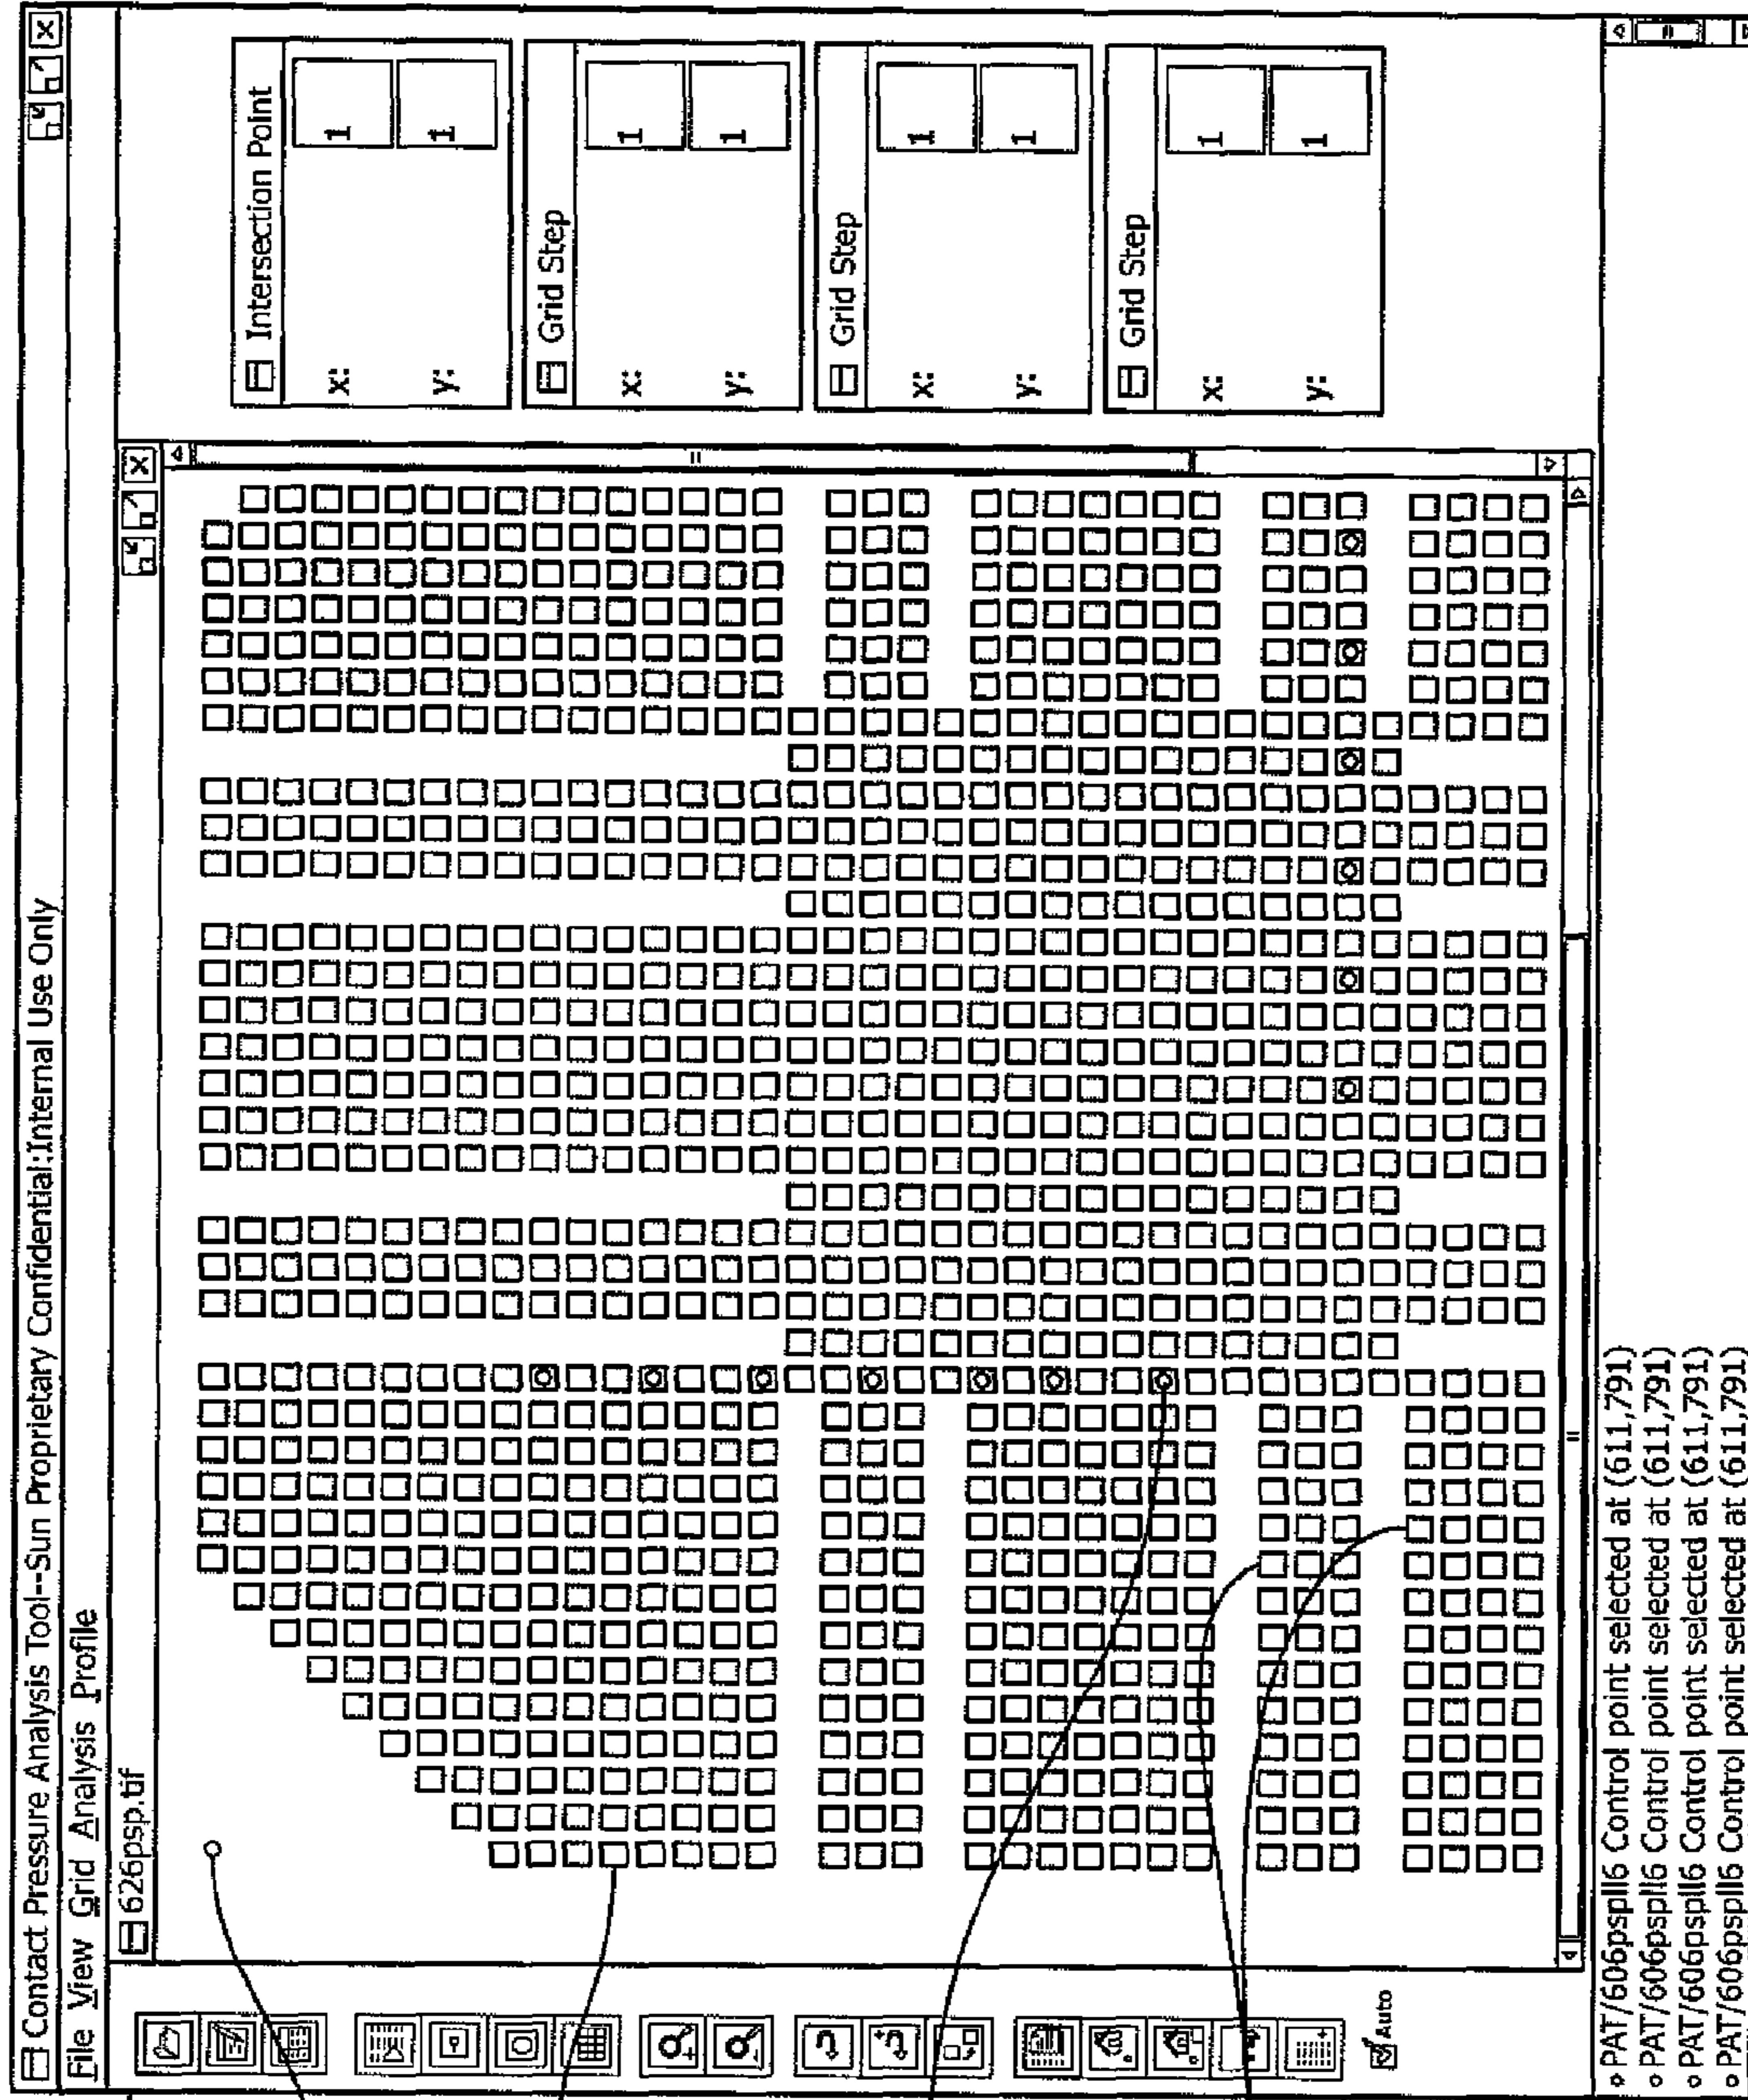 Contact Pressure Analysis Tool--Sun Proprietary Confidential:Internal Use Only
File View Grid Analysis Profile
626psp.tif
Intersection Point
x: 1
y: 1
Grid Step
x: 1
y: 1
Grid Step
x: 1
y: 1
Grid Step
x: 1
y: 1
Auto
PAT/606pspll6 Control point selected at (611,791)
PAT/606pspll6 Control point selected at (611,791)
PAT/606pspll6 Control point selected at (611,791)
PAT/606pspll6 Control point selected at (611,791)